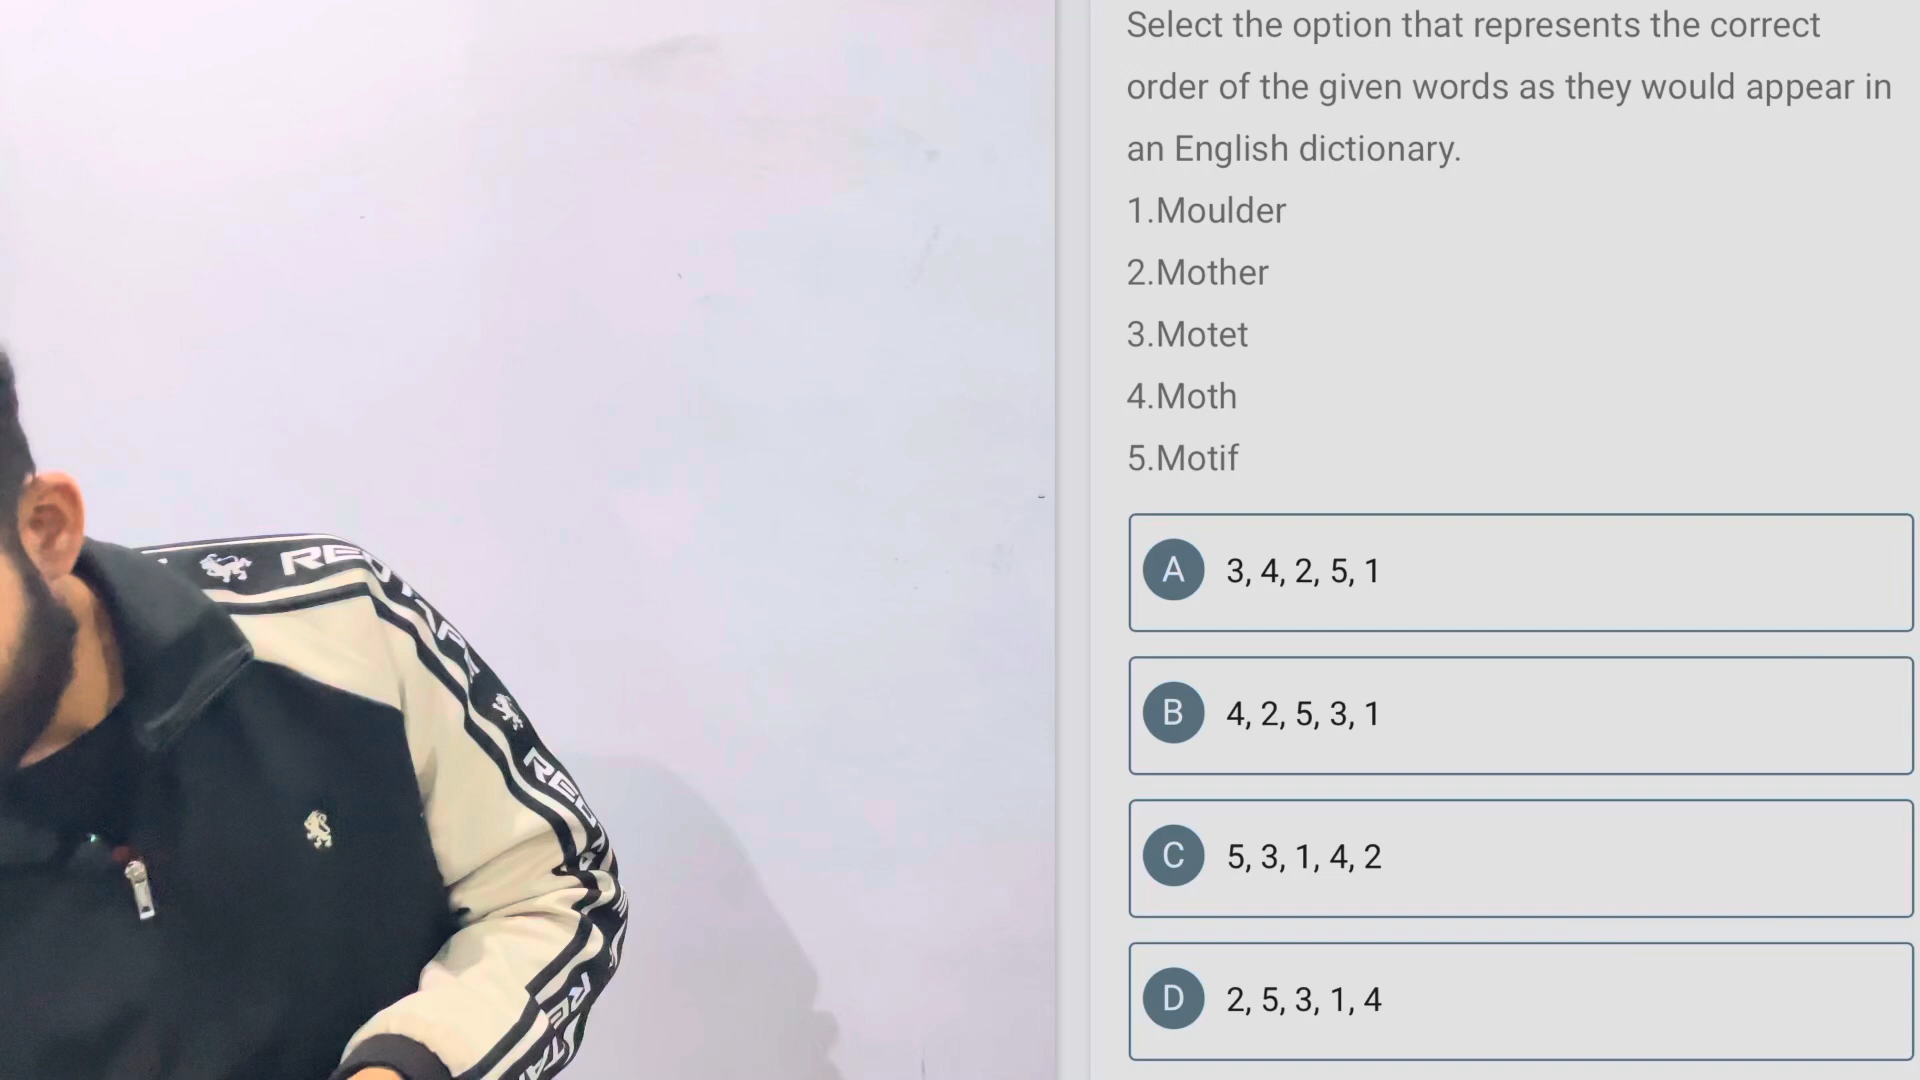 Select the option that represents the correct
order of the given words as they would appear in
an English dictionary.
1.Moulder
2.Mother
3.Motet
4.Moth
5.Motif
A 3, 4, 2, 5, 1
B 4, 2, 5, 3, 1
C 5, 3, 1, 4, 2
D 2, 5, 3, 1, 4